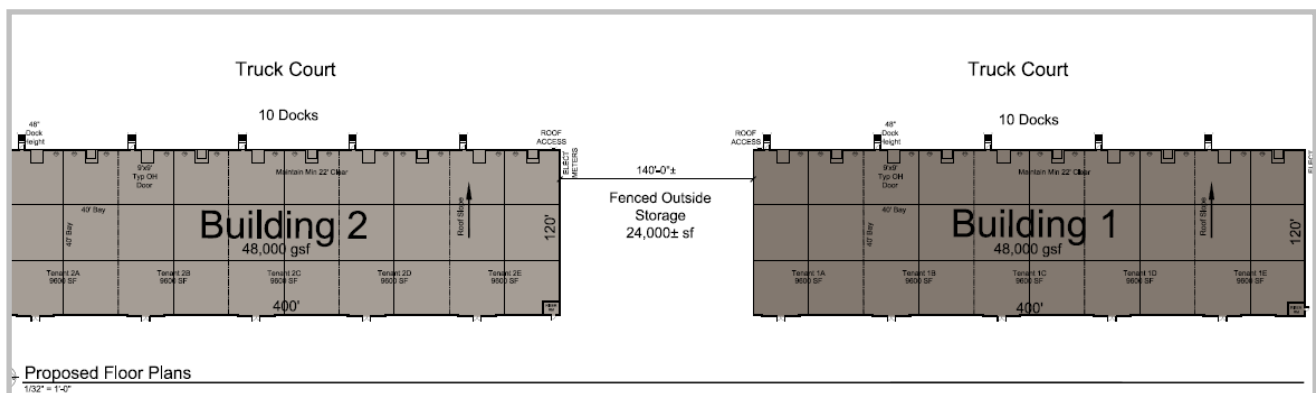 Truck Court
10 Docks
48"
Dock
Height
ROOF
ACCESS
ELECT
METERS
9'x9'
Typ OH
Door
Maintain Min 22' Clear
40' Bay
40' Bay
Roof Slope
Building 2
48,000 gsf
120'
Tenant 2A
9600 SF
Tenant 2B
9600 SF
Tenant 2C
9600 SF
Tenant 2D
9600 SF
Tenant 2E
9600 SF
400'
140'-0"±
Fenced Outside
Storage
24,000± sf
Truck Court
10 Docks
ROOF
ACCESS
48"
Dock
Height
ELECT
9'x9'
Typ OH
Door
Maintain Min 22' Clear
40' Bay
40' Bay
Roof Slope
Building 1
48,000 gsf
120'
Tenant 1A
9600 SF
Tenant 1B
9600 SF
Tenant 1C
9600 SF
Tenant 1D
9600 SF
Tenant 1E
9600 SF
400'
Proposed Floor Plans
1/32" = 1'-0"